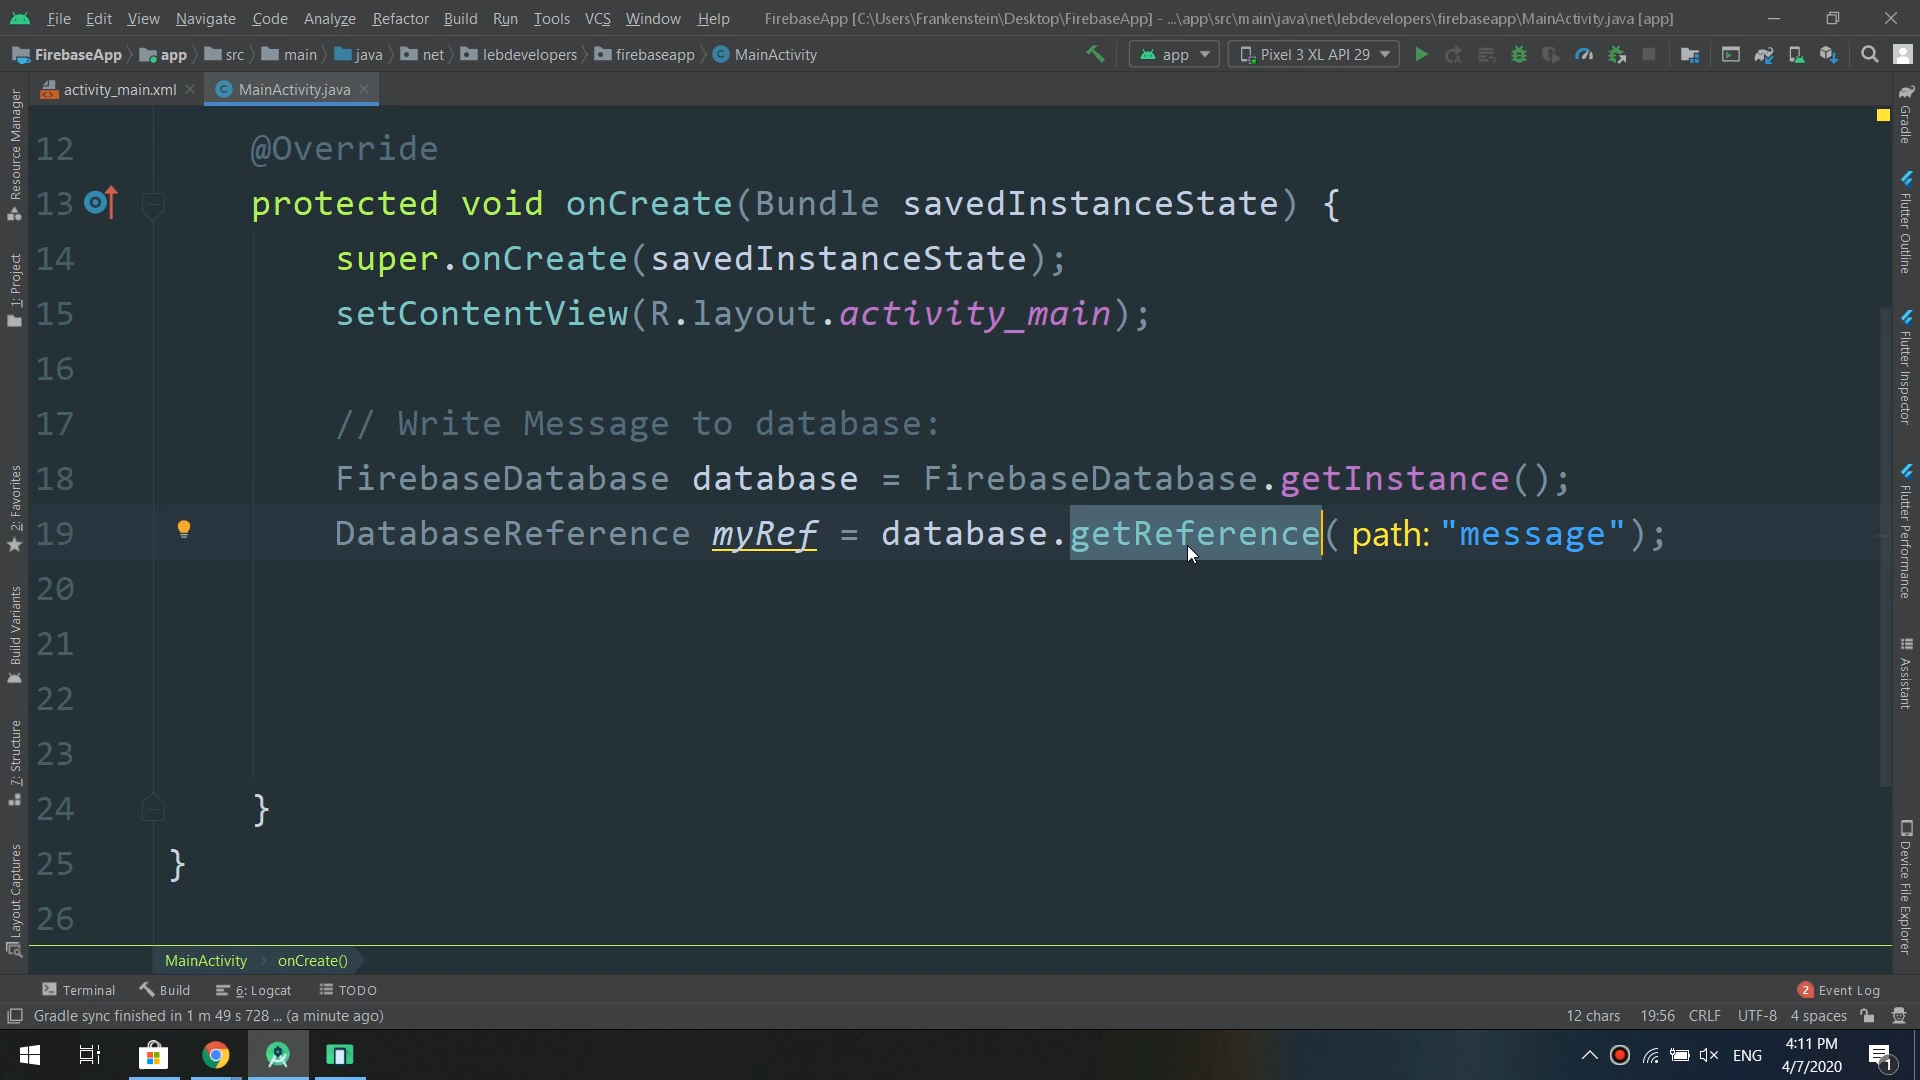 File Edit View Navigate Code Analyze Refactor Build Run Tools VCS Window Help FirebaseApp [C:\Users\Frankenstein\Desktop\FirebaseApp] - ...\app\src\main\java\net\lebdevelopers\firebaseapp\MainActivity.java [app]
FirebaseApp app src main java net lebdevelopers firebaseapp MainActivity app Pixel 3 XL API 29
activity_main.xml MainActivity.java
12 @Override
13 protected void onCreate(Bundle savedInstanceState) {
14 super.onCreate(savedInstanceState);
15 setContentView(R.layout.activity_main);
16
17 // Write Message to database:
18 FirebaseDatabase database = FirebaseDatabase.getInstance();
19 DatabaseReference myRef = database.getReference( path: "message");
20
21
22
23
24 }
25 }
26
Resource Manager
1: Project
2: Favorites
Build Variants
7: Structure
Layout Captures
Gradle
Flutter Outline
Flutter Inspector
Flutter Performance
Assistant
Device File Explorer
MainActivity onCreate()
Terminal Build 6: Logcat TODO 2 Event Log
Gradle sync finished in 1 m 49 s 728 ... (a minute ago) 12 chars 19:56 CRLF UTF-8 4 spaces
ENG 4:11 PM
4/7/2020 1